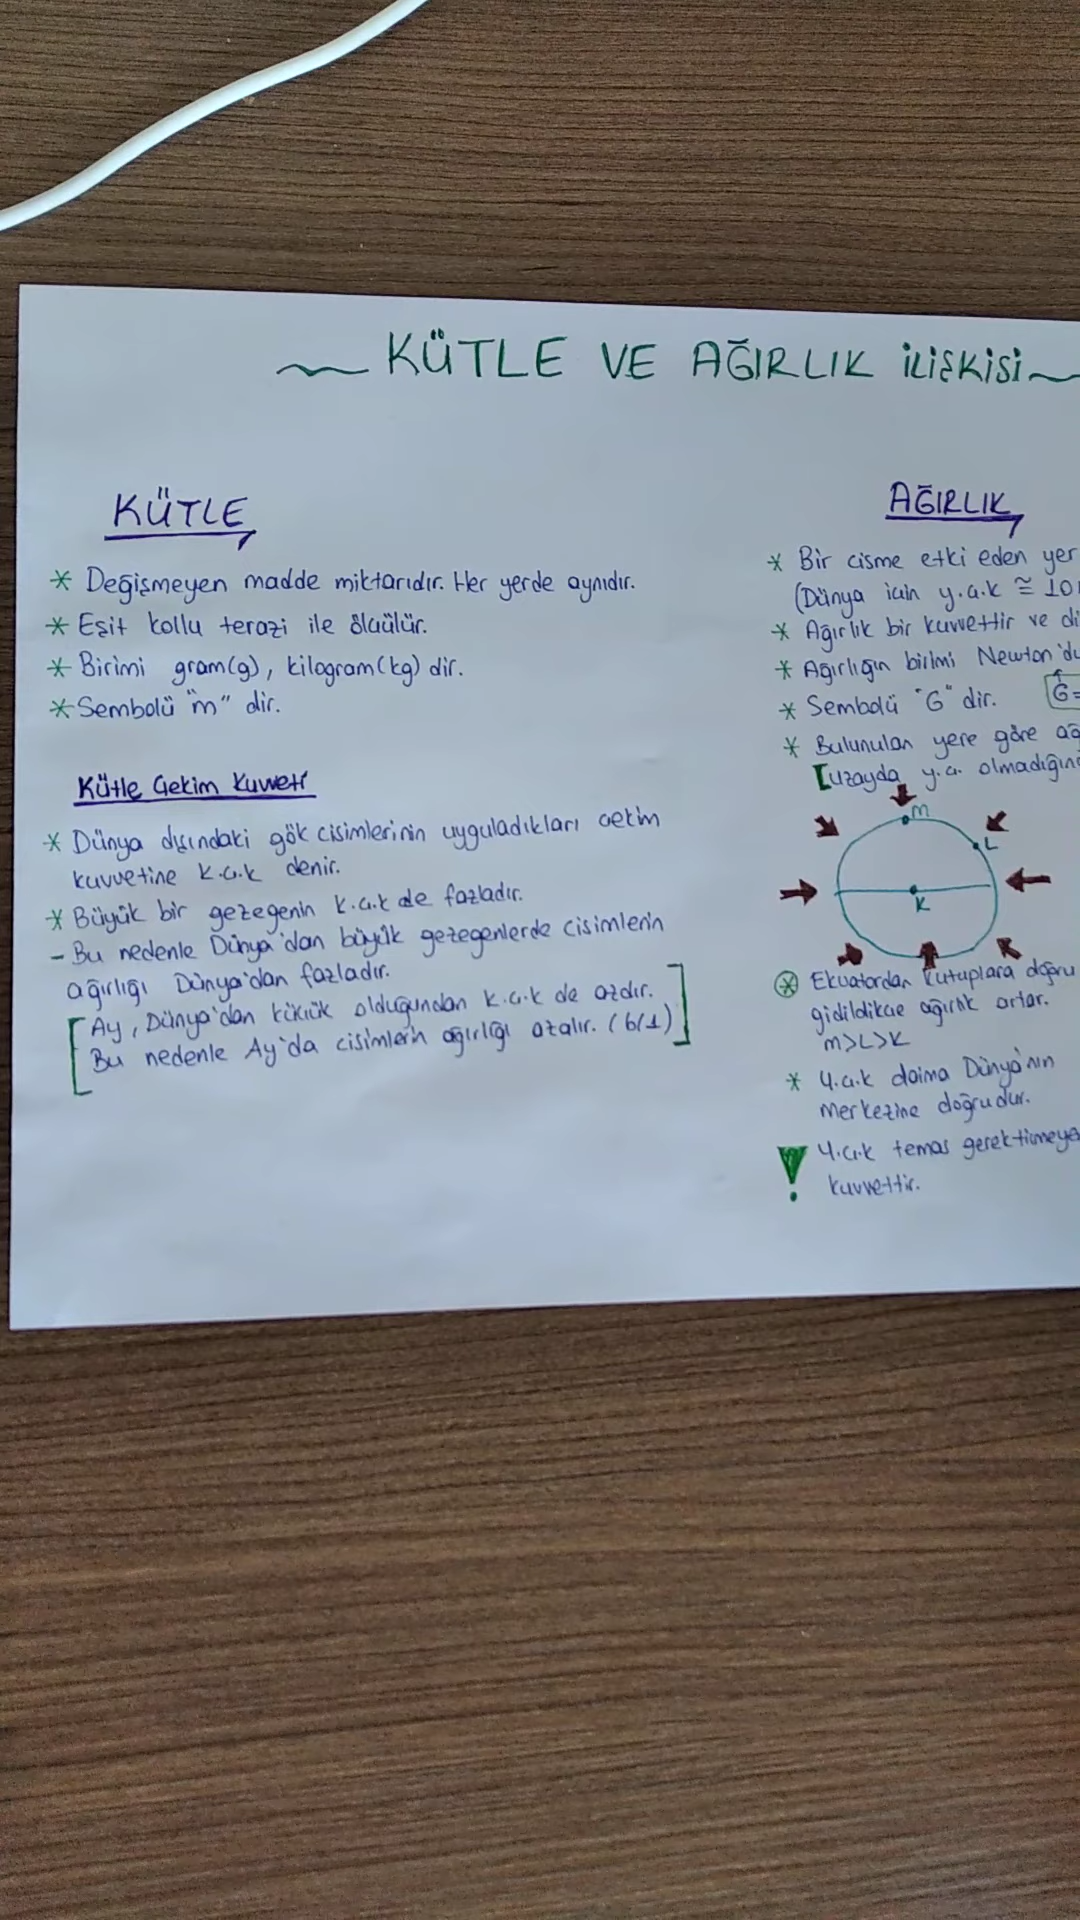 KÜTLE VE AĞIRLIK İLİŞKİSİ
KÜTLE
* Değişmeyen madde miktarıdır. Her yerde aynıdır.
* Eşit kollu terazi ile ölçülür.
* Birimi gram(g), kilogram(kg) dir.
* Sembolü "m" dir.
Kütle Çekim Kuvveti
* Dünya dışındaki gök cisimlerinin uyguladıkları çekim
kuvvetine K.ç.k denir.
* Büyük bir gezegenin K.ç.k de fazladır.
- Bu nedenle Dünya'dan büyük gezegenlerde cisimlerin
ağırlığı Dünya'dan fazladır.
[Ay, Dünya'dan küçük olduğundan K.ç.k de azdır.
Bu nedenle Ay'da cisimlerin ağırlığı azalır. (6/1)]
AĞIRLIK
* Bir cisme etki eden yer
(Dünya için y.ç.k ≅ 10
* Ağırlık bir kuvvettir ve di
* Ağırlığın birimi Newton'du
* Sembolü "G" dir. G=
* Bulunulan yere göre ağ
[Uzayda y.ç. olmadığın
m
L
K
* Ekvatordan kutuplara doğru
gidildikçe ağırlık artar.
m>L>K
* Y.ç.k daima Dünya'nın
merkezine doğrudur.
! Y.ç.k temas gerektirmeye
kuvvettir.